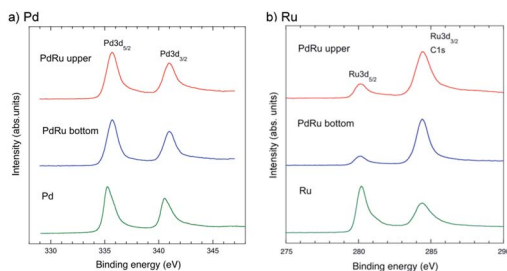 a) Pd
Pd3d5/2
Pd3d3/2
PdRu upper
PdRu bottom
Pd
Intensity (abs.units)
330
335
340
345
Binding energy (eV)
b) Ru
Ru3d3/2
C1s
PdRu upper
Ru3d5/2
PdRu bottom
Ru
Intensity (abs.units)
275
280
285
290
Binding energy (eV)